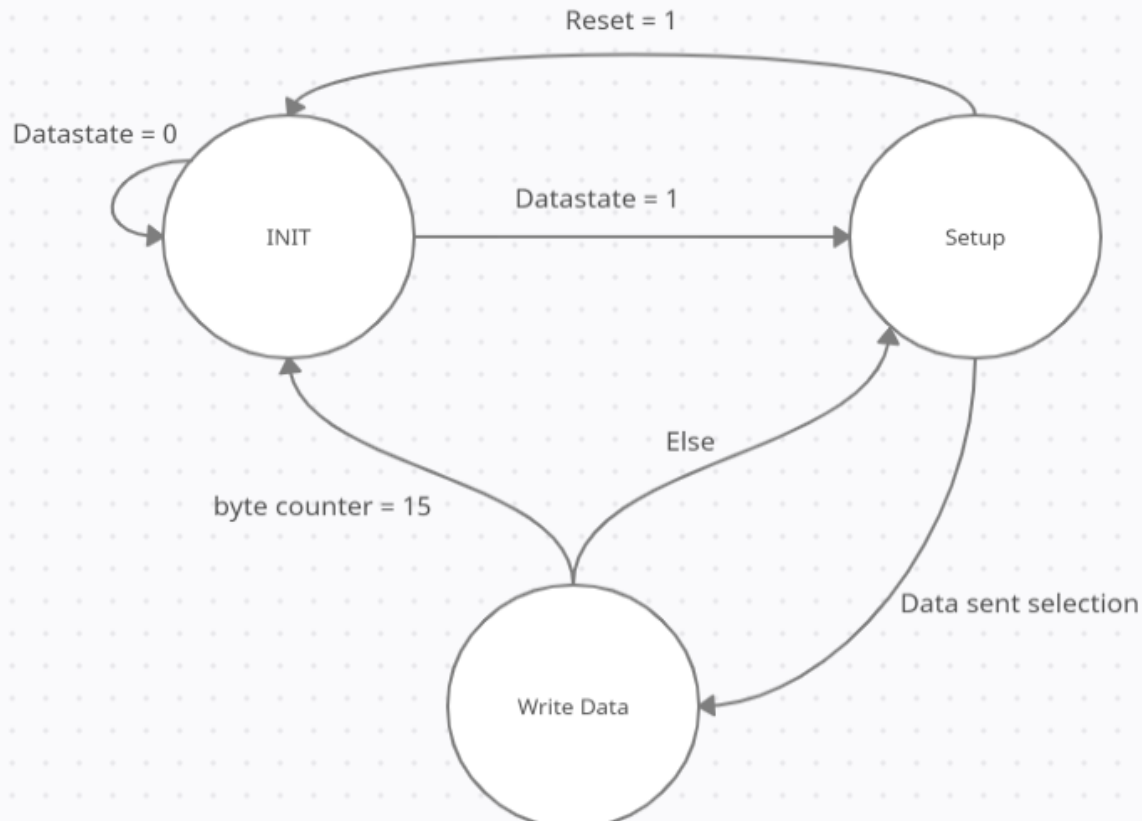 Reset = 1
Datastate = 0
Datastate = 1
INIT
Setup
Else
byte counter = 15
Data sent selection
Write Data